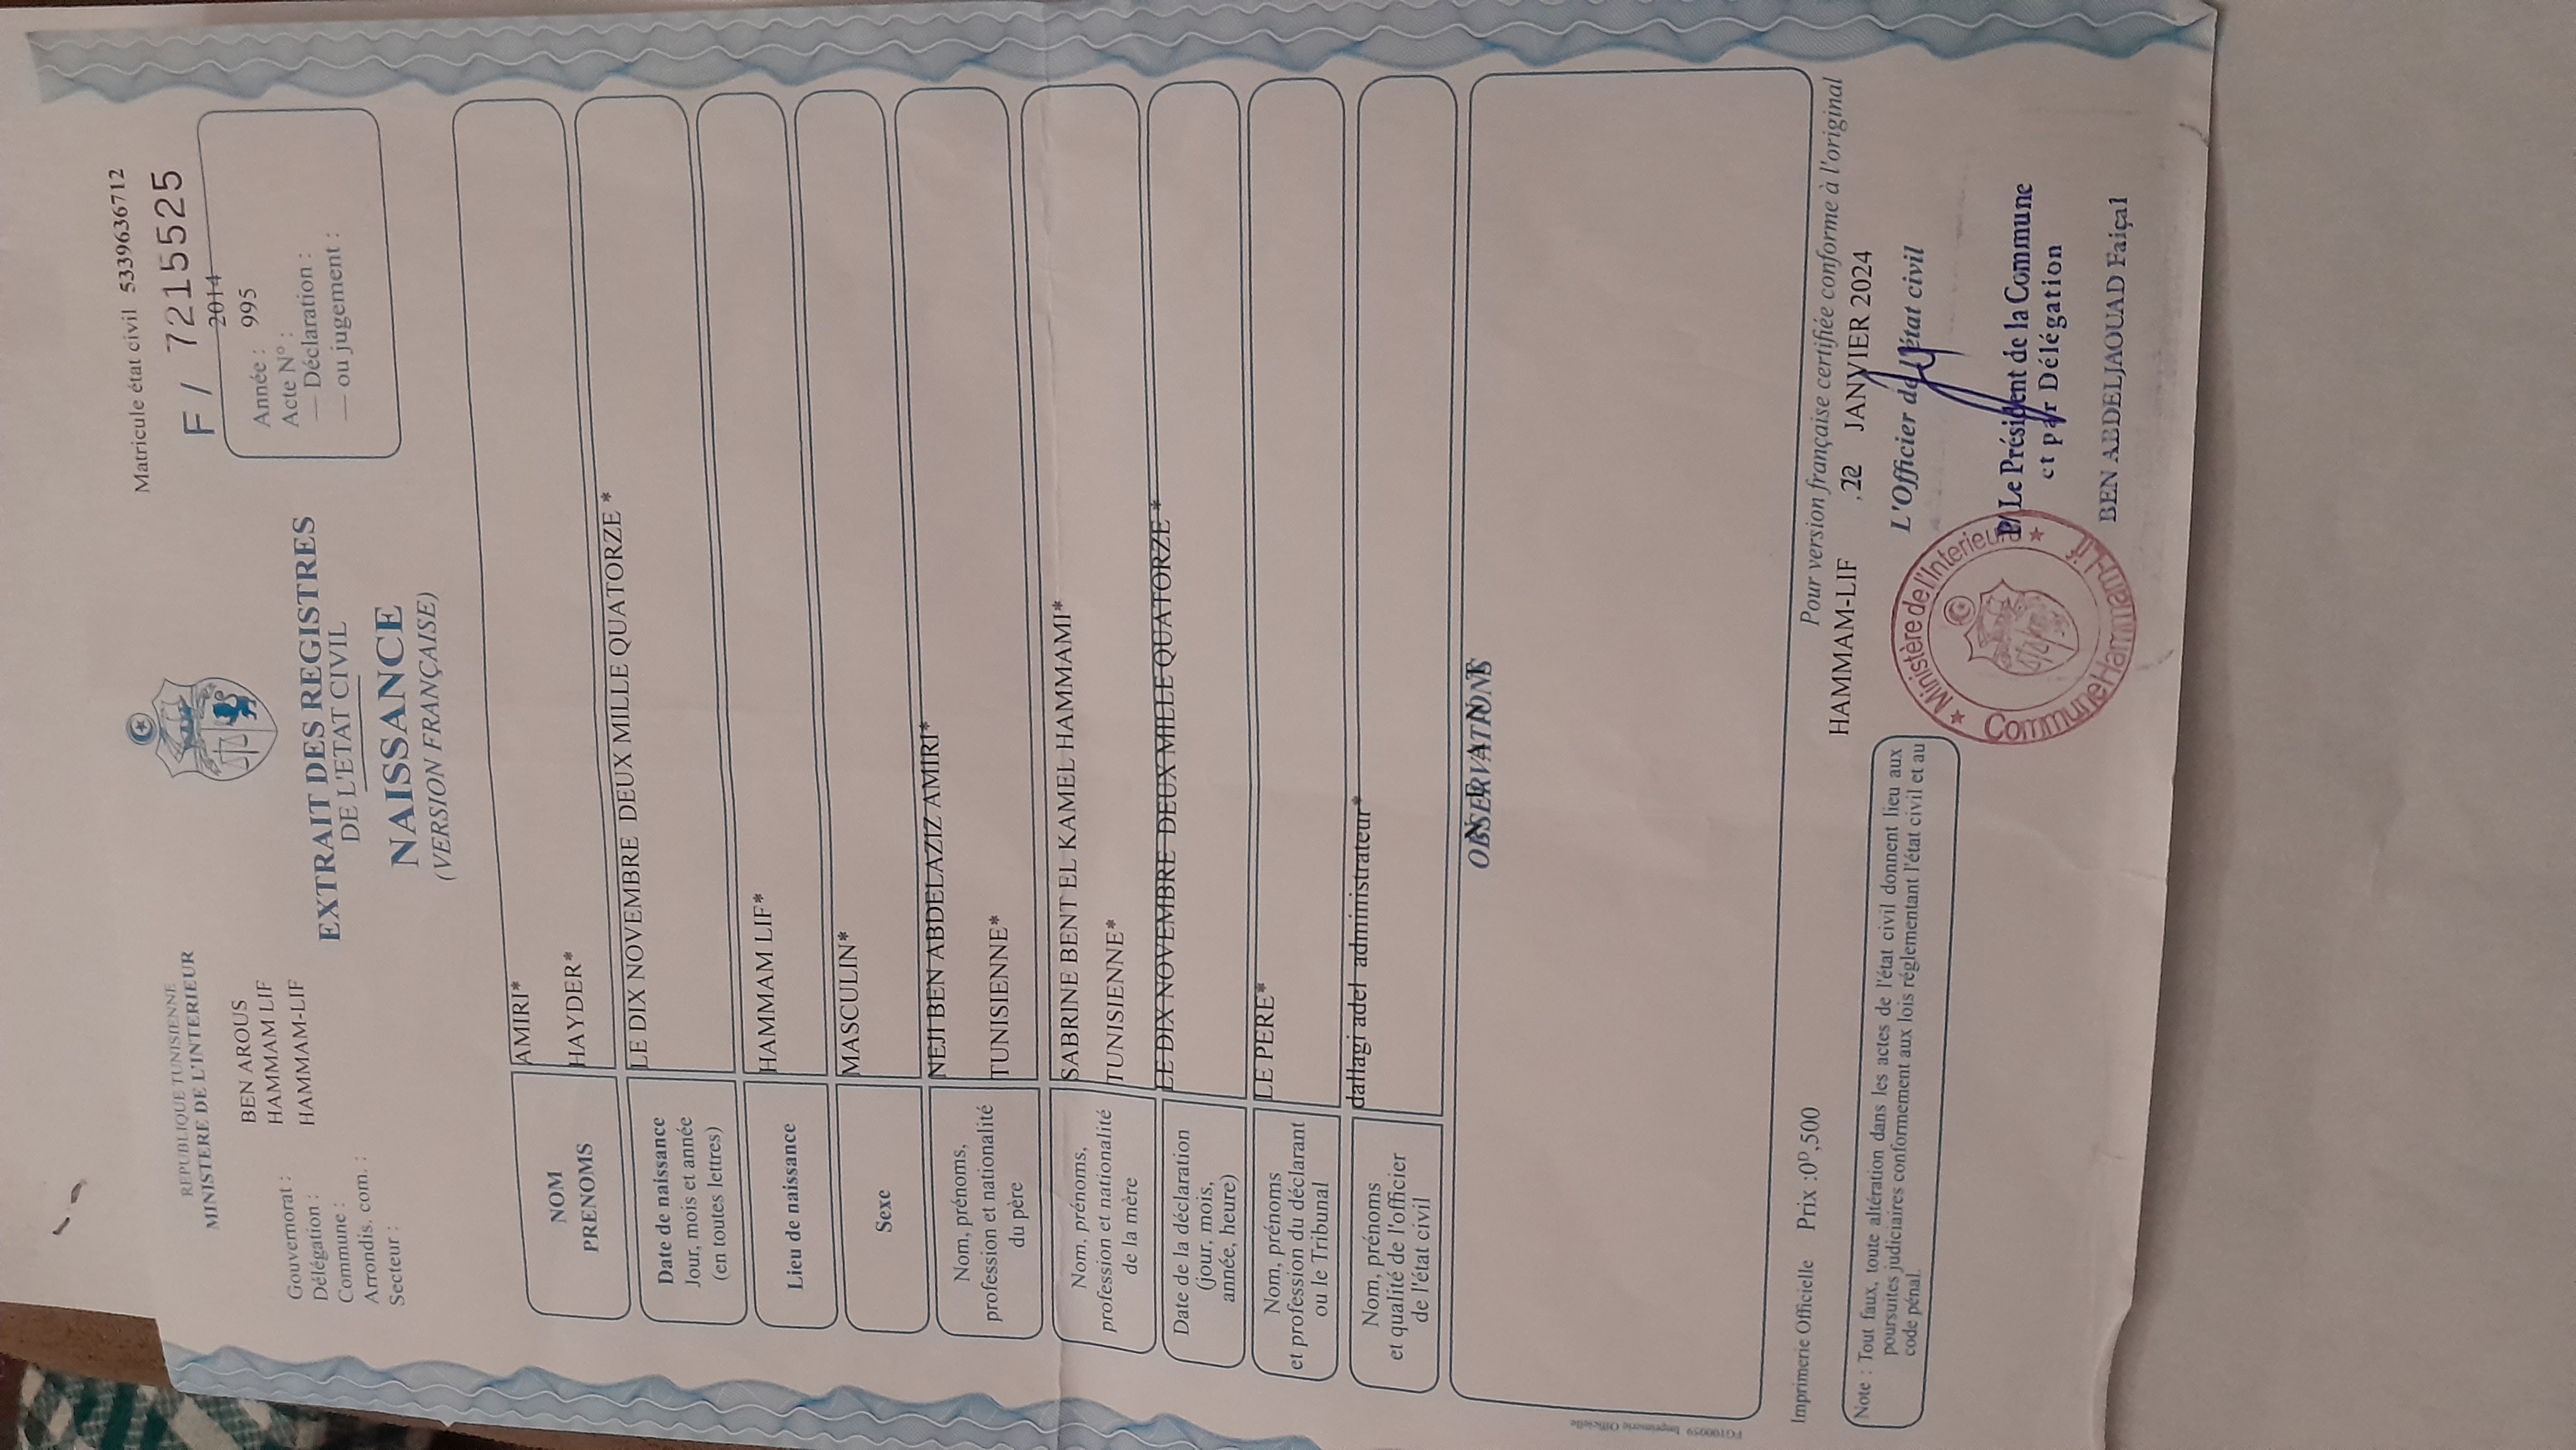 REPUBLIQUE TUNISIENNE
MINISTERE DE L'INTERIEUR
Gouvernorat : BEN AROUS
Délégation : HAMMAM LIF
Commune : HAMMAM-LIF
Arrondis. com. :
Secteur :
Matricule état civil 5339636712
F / 7215525
2014
Année : 995
Acte N° :
— Déclaration :
— ou jugement :
EXTRAIT DES REGISTRES
DE L'ETAT CIVIL
NAISSANCE
(VERSION FRANÇAISE)
NOM
AMIRI*
PRENOMS
HAYDER*
Date de naissance
Jour, mois et année
(en toutes lettres)
LE DIX NOVEMBRE DEUX MILLE QUATORZE *
Lieu de naissance
HAMMAM LIF*
Sexe
MASCULIN*
Nom, prénoms,
profession et nationalité
du père
NEJI BEN ABDELAZIZ AMIRI*
TUNISIENNE*
Nom, prénoms,
profession et nationalité
de la mère
SABRINE BENT EL KAMEL HAMMAMI*
TUNISIENNE*
Date de la déclaration
(jour, mois,
année, heure)
LE DIX NOVEMBRE DEUX MILLE QUATORZE *
Nom, prénoms
et profession du déclarant
ou le Tribunal
LE PERE*
Nom, prénoms
et qualité de l'officier
de l'état civil
dallagi adel administrateur*
OBSERVATIONS
Imprimerie Officielle Prix :0ᴰ,500
Pour version française certifiée conforme à l'original
HAMMAM-LIF , 22 JANVIER 2024
L'Officier de l'état civil
P/ Le Président de la Commune
et par Délégation
BEN ABDELJAOUAD Faiçal
Ministère de l'Interieur
Commune Hammam-Lif
Note : Tout faux, toute altération dans les actes de l'état civil donnent lieu aux
poursuites judiciaires conformement aux lois réglementant l'état civil et au
code pénal.
FG100059 Imprimerie Officielle